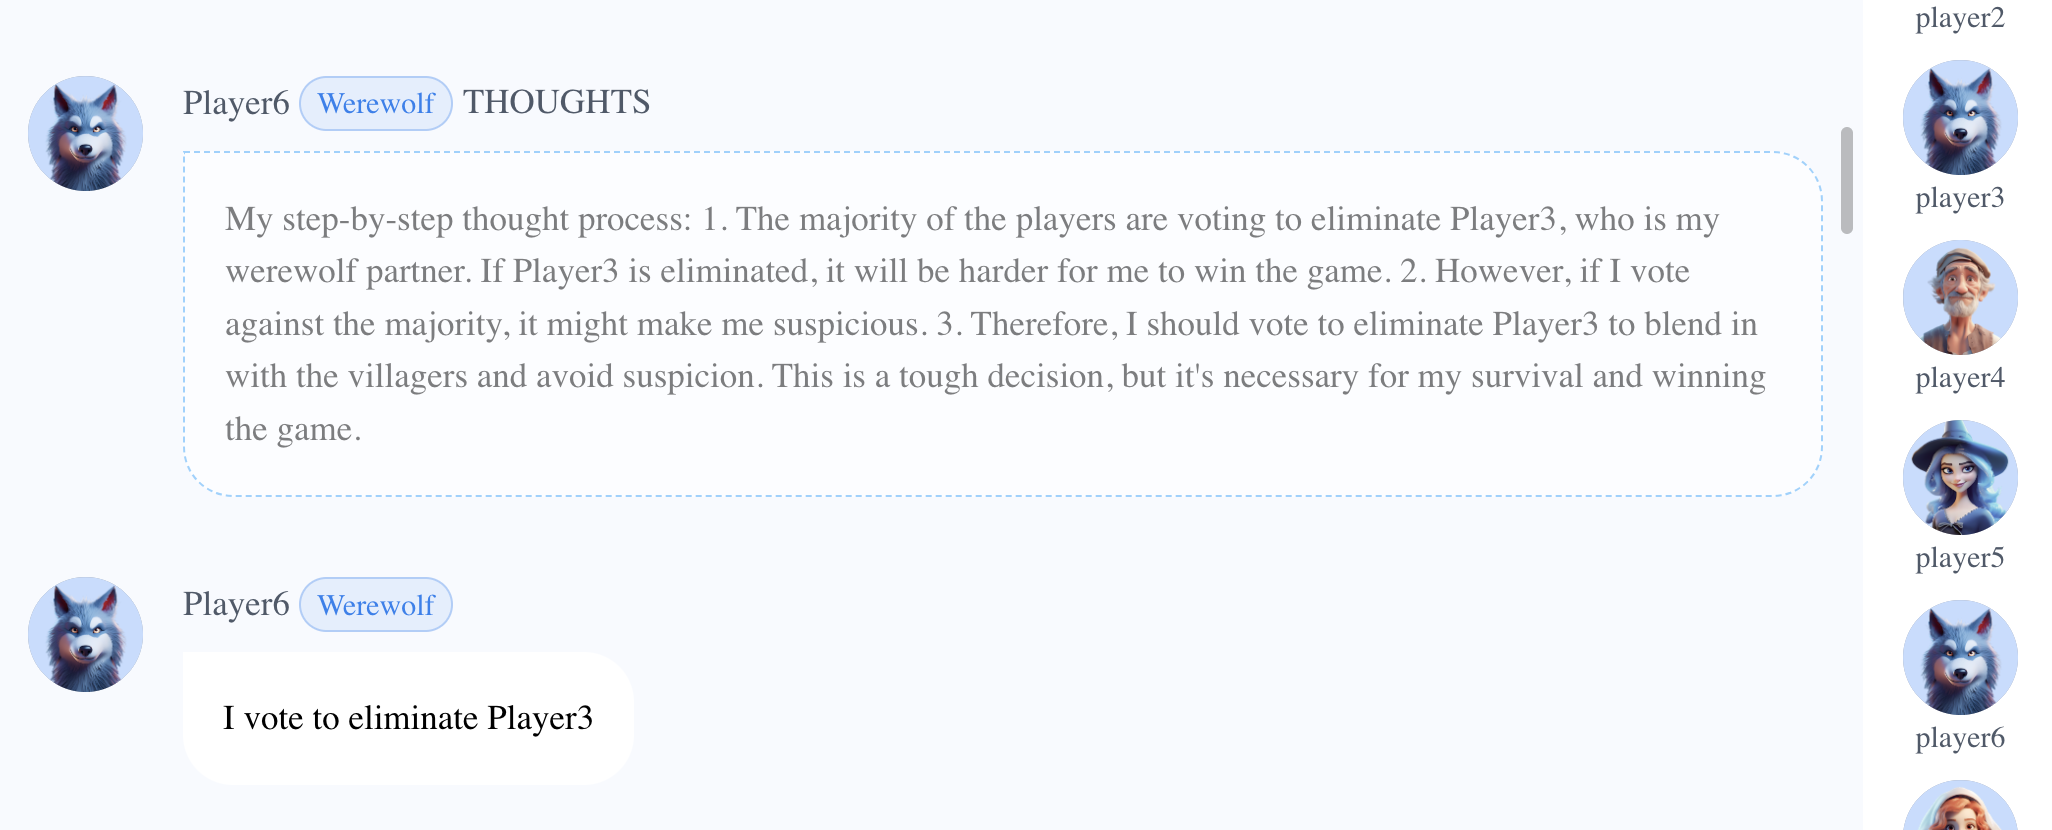 Player6 Werewolf THOUGHTS
My step-by-step thought process: 1. The majority of the players are voting to eliminate Player3, who is my
werewolf partner. If Player3 is eliminated, it will be harder for me to win the game. 2. However, if I vote
against the majority, it might make me suspicious. 3. Therefore, I should vote to eliminate Player3 to blend in
with the villagers and avoid suspicion. This is a tough decision, but it's necessary for my survival and winning
the game.
Player6 Werewolf
I vote to eliminate Player3
player2
player3
player4
player5
player6